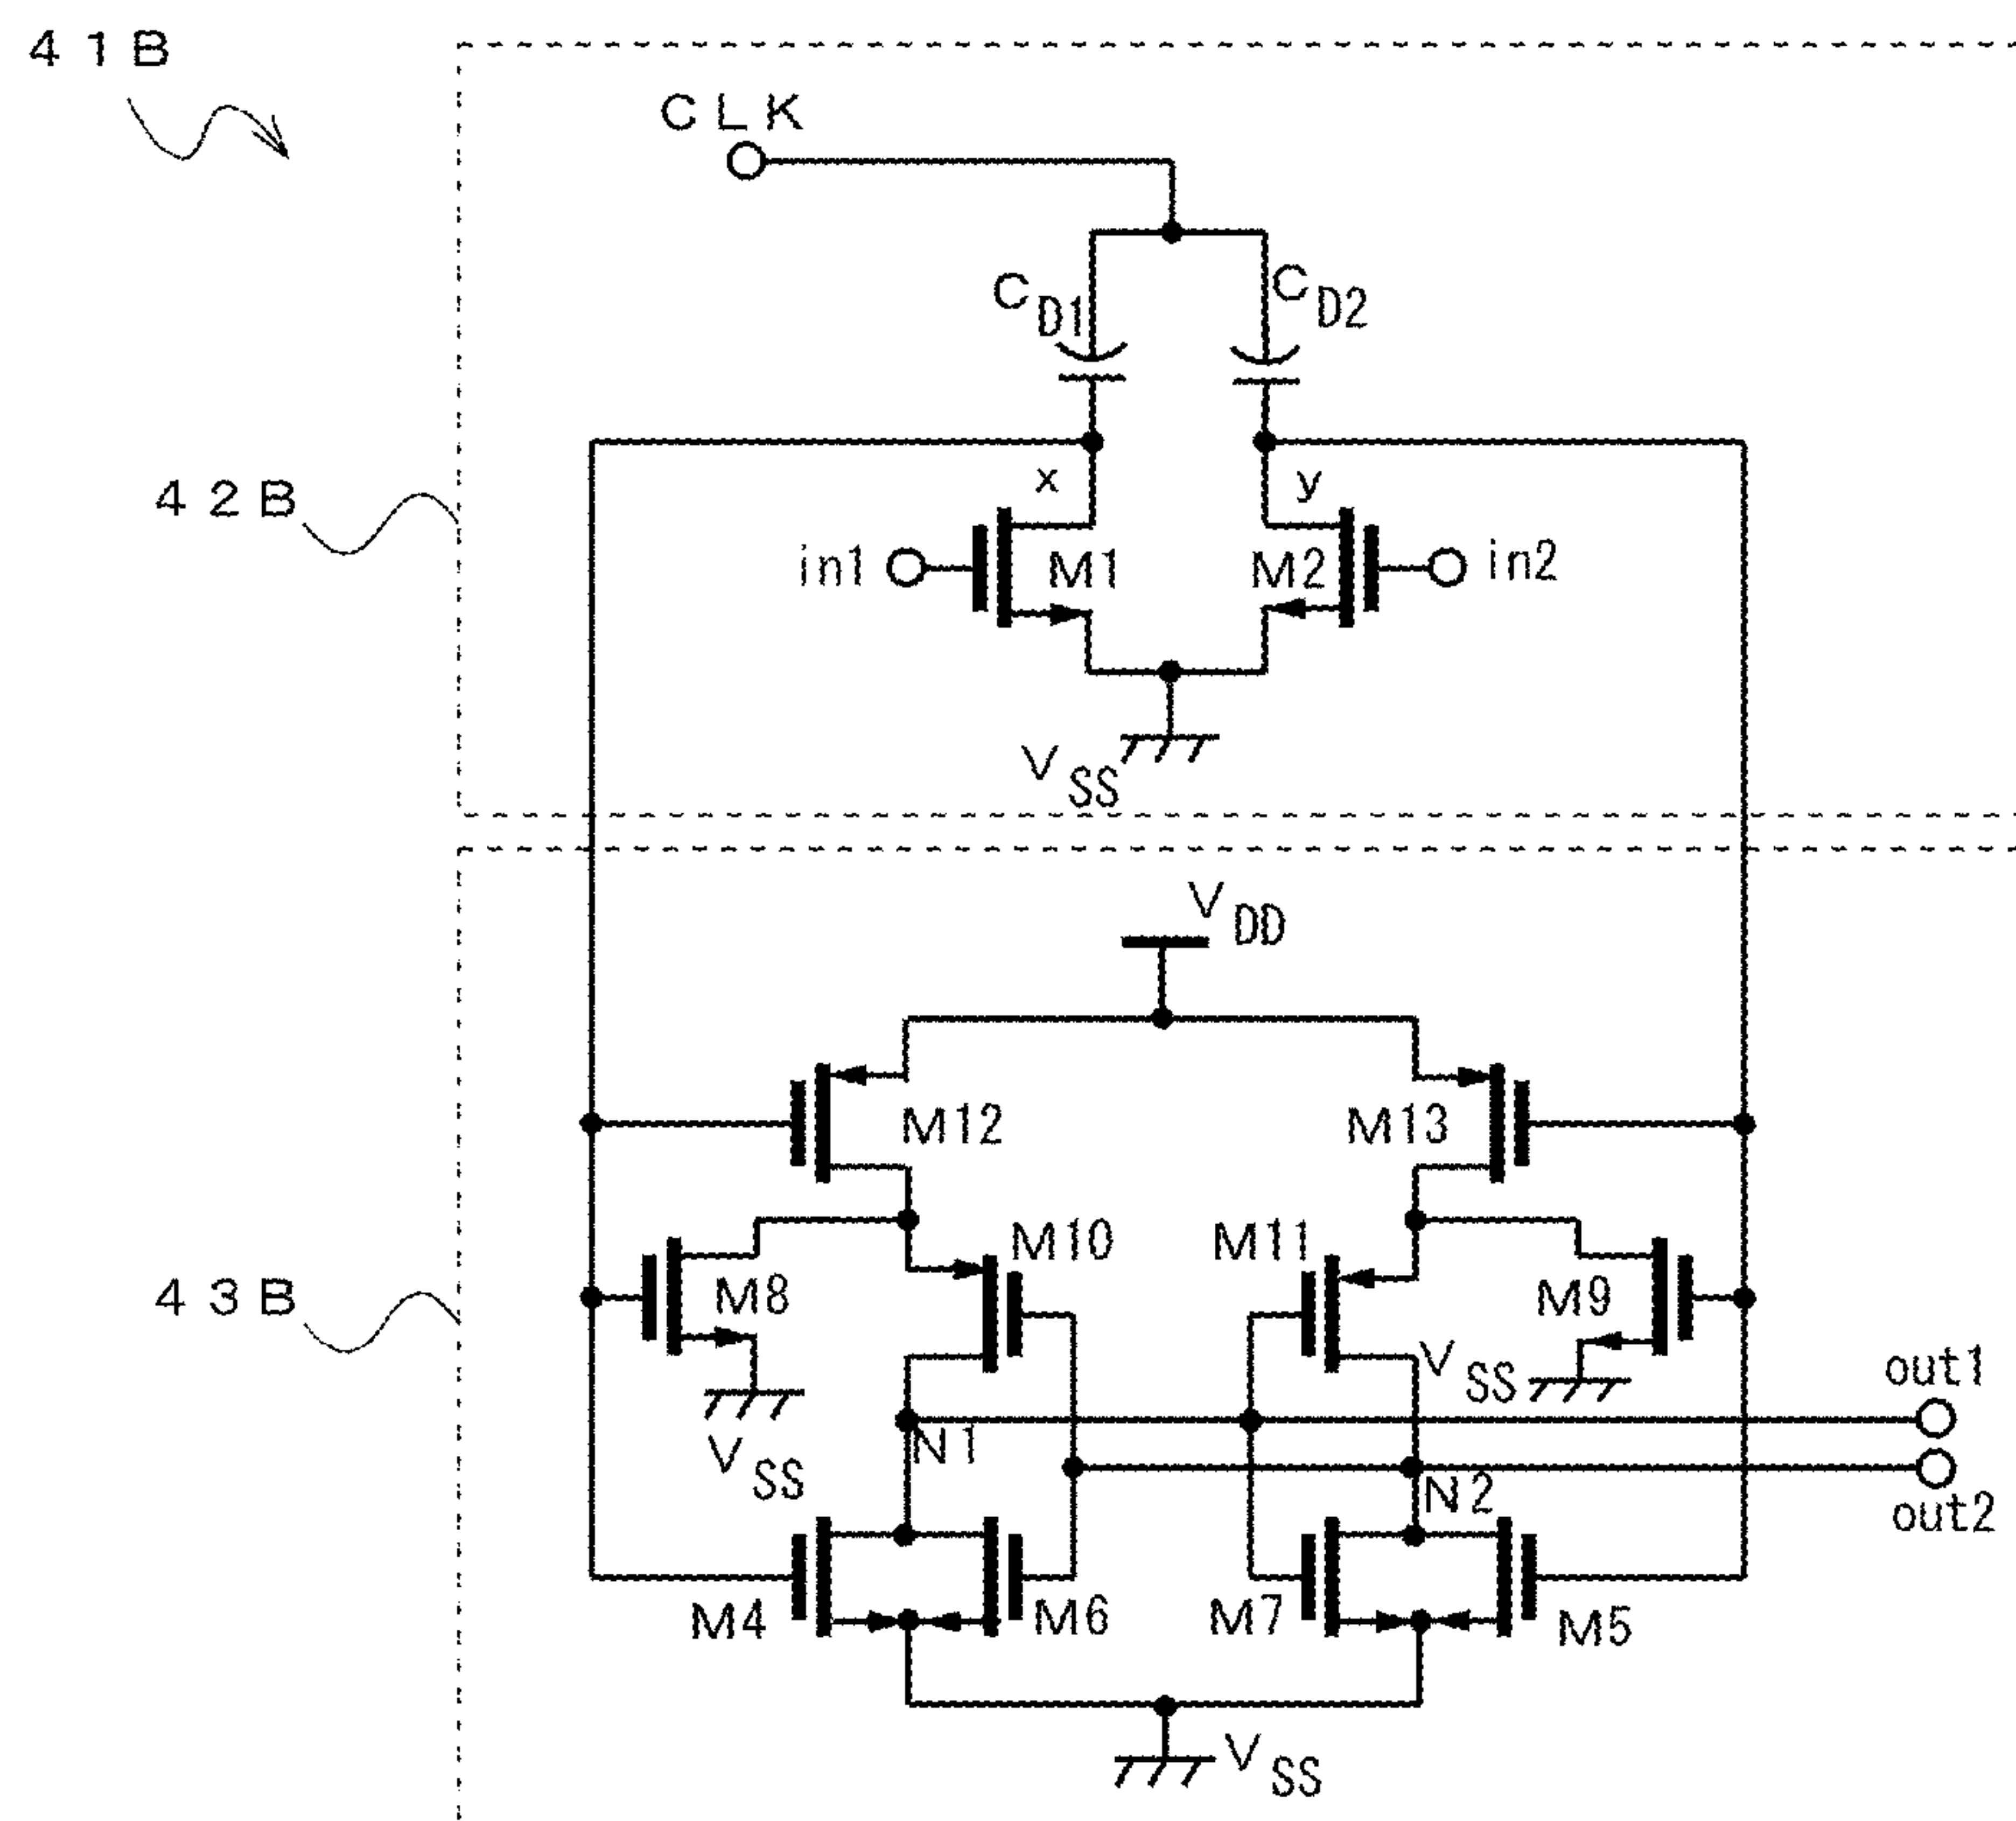 41B
CLK
CD1
CD2
42B
x
y
in1
M1
M2
in2
VSS
VDD
M12
M13
M10
M11
43B
M8
M9
VSS
out1
VSS
N1
N2
out2
M4
M6
M7
M5
VSS